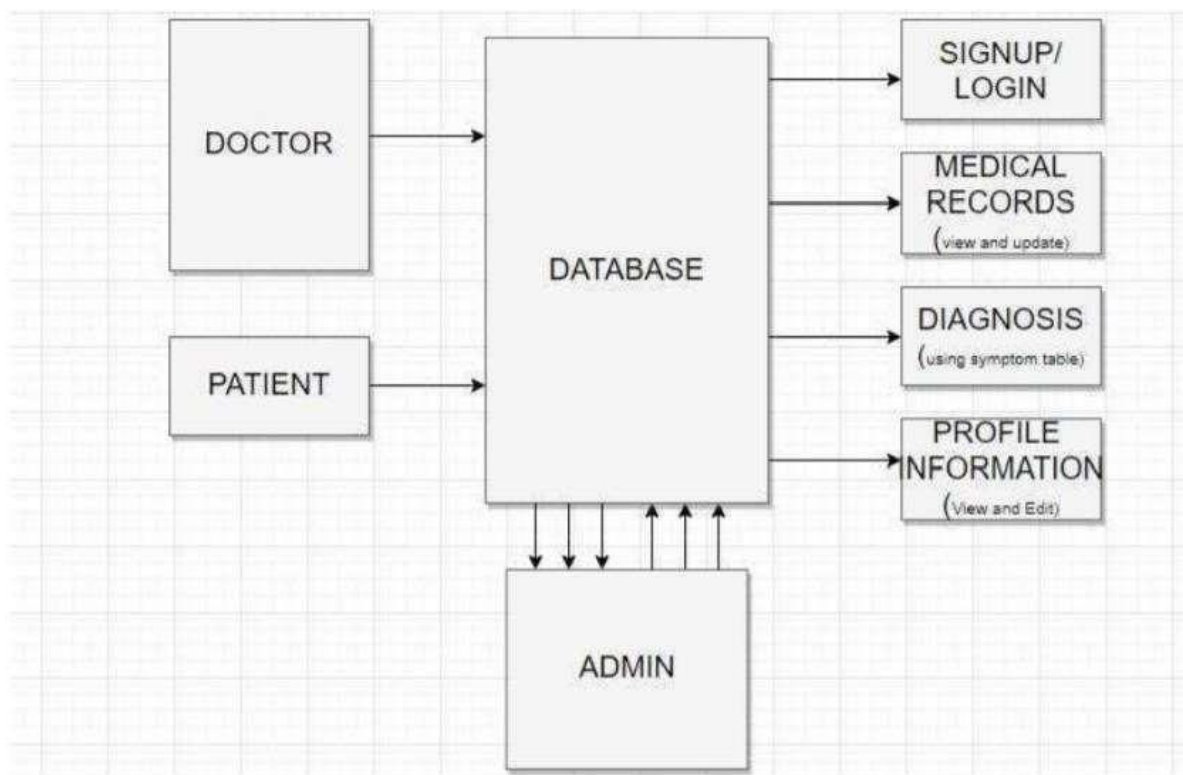 DOCTOR
PATIENT
DATABASE
ADMIN
SIGNUP/
LOGIN
MEDICAL
RECORDS
(view and update)
DIAGNOSIS
(using symptom table)
PROFILE
INFORMATION
(View and Edit)